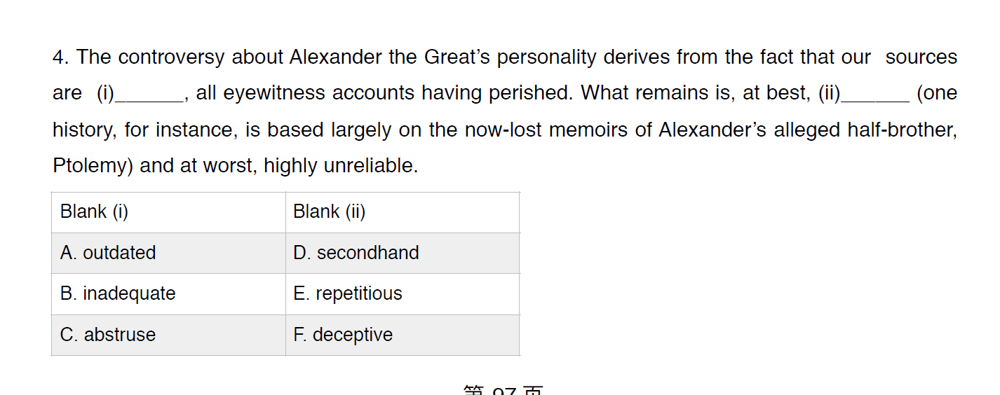 4. The controversy about Alexander the Great’s personality derives from the fact that our sources
are (i)______, all eyewitness accounts having perished. What remains is, at best, (ii)______ (one
history, for instance, is based largely on the now-lost memoirs of Alexander’s alleged half-brother,
Ptolemy) and at worst, highly unreliable.
Blank (i) Blank (ii)
A. outdated D. secondhand
B. inadequate E. repetitious
C. abstruse F. deceptive
第 97 页